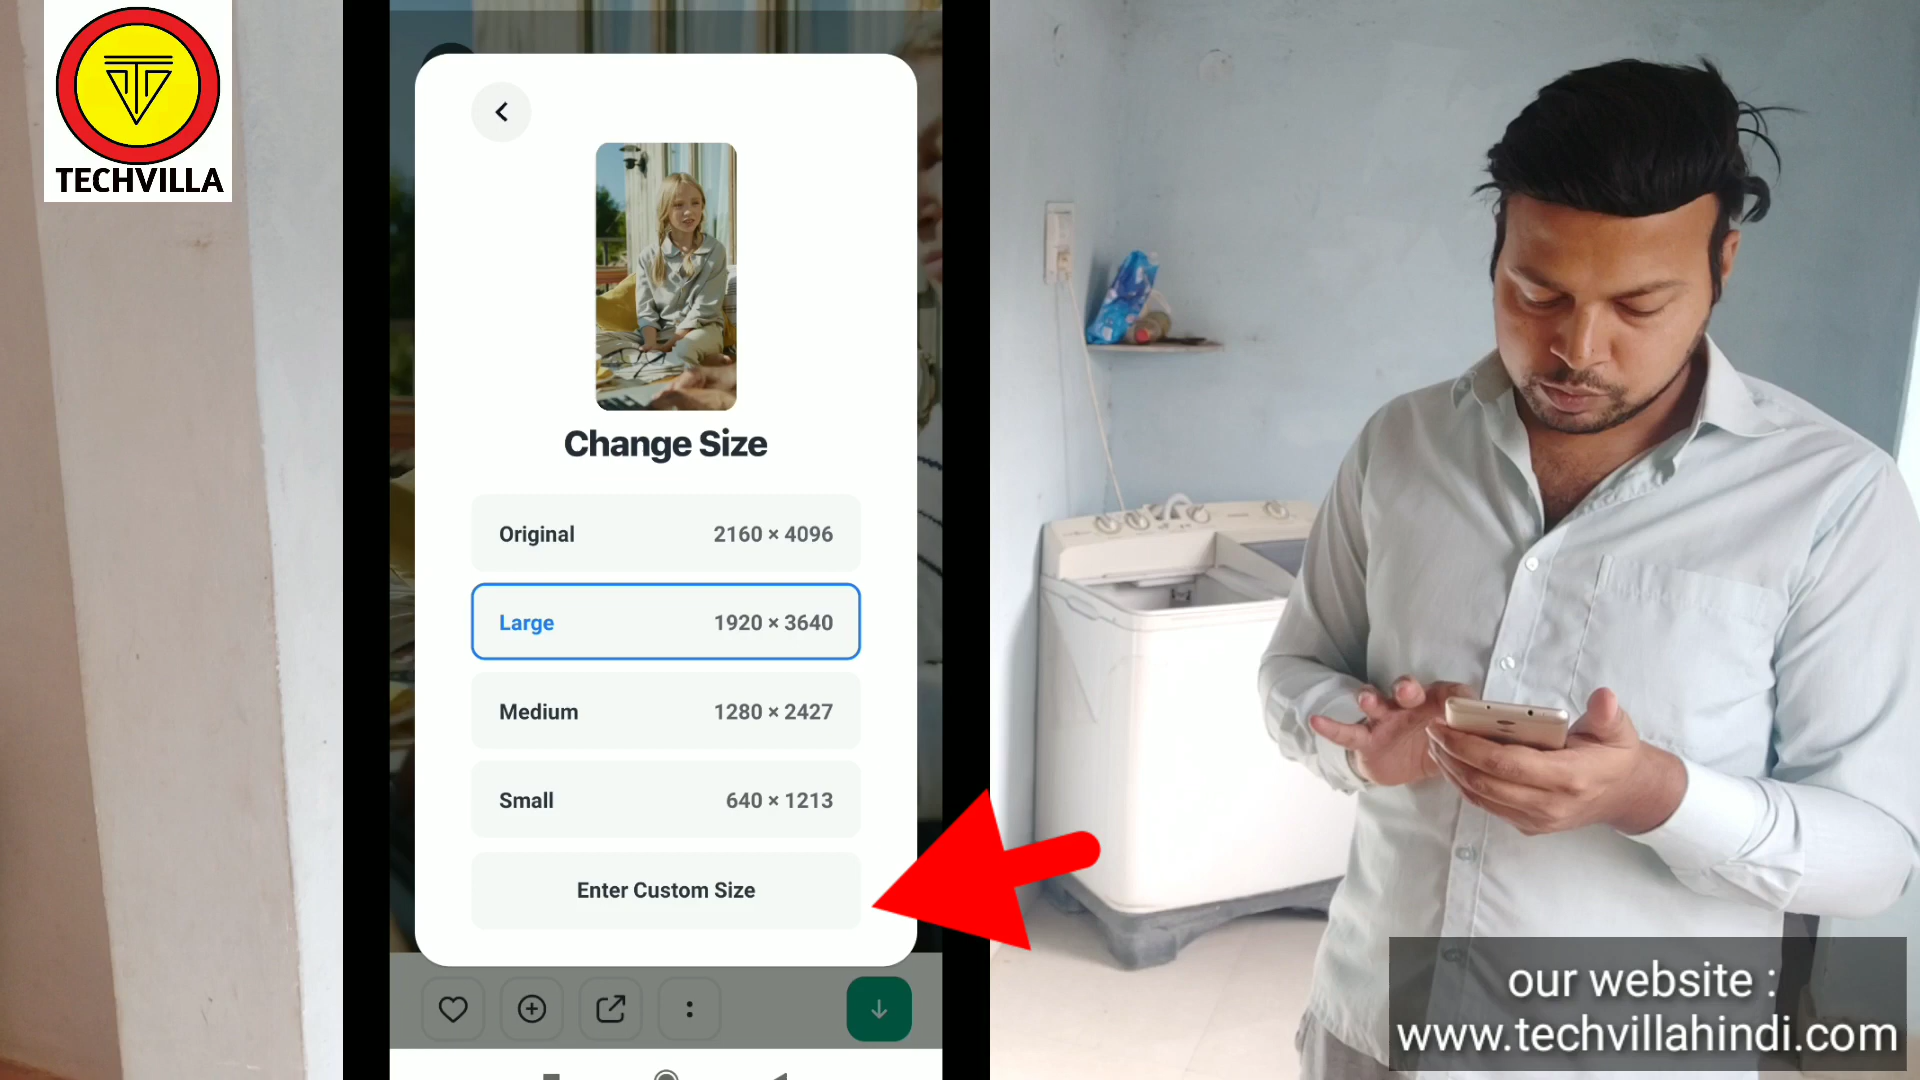 TECHVILLA
Change Size
Original 2160 × 4096
Large 1920 × 3640
Medium 1280 × 2427
Small 640 × 1213
Enter Custom Size
our website :
www.techvillahindi.com